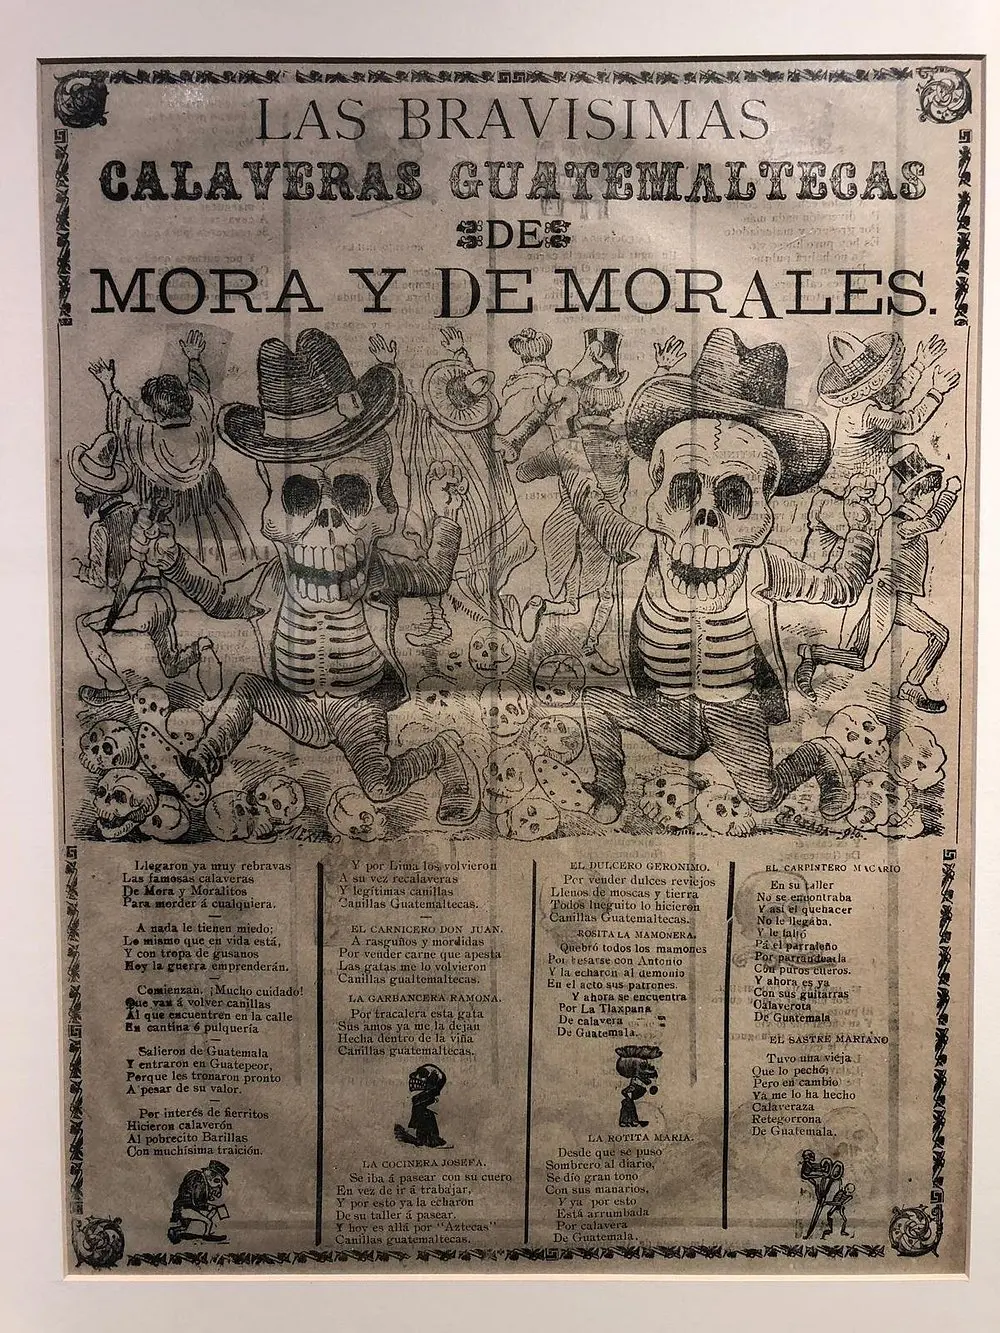 LAS BRAVISIMAS
CALAVERAS GUATEMALTECAS
DE
MORA Y DE MORALES.
Llegaron ya muy rebravas
Las famosas calaveras
De Mora y Moralitos
Para morder á cualquiera.
A nada le tienen miedo;
Lo mismo que en vida está,
Y con tropa de gusanos
Hoy la guerra emprenderán.
Comienzan. ¡Mucho cuidado!
Que van á volver canillas
Al que encuentren en la calle
En cantina ó pulquería
Salieron de Guatemala
Y entraron en Guatepeor,
Porque les tronaron pronto
A pesar de su valor.
Por interés de fierritos
Hicieron calaverón
Al pobrecito Barillas
Con muchísima traición.
Y por Lima los volvieron
A su vez recalaveras
Y legítimas canillas
Canillas Guatemaltecas.
EL CARNICERO DON JUAN.
A rasguños y mordidas
Por vender carne que apesta
Las gatas me lo volvieron
Canillas gualtemaltecas.
LA GARBANCERA RAMONA.
Por tracalera esta gata
Sus amos ya me la dejan
Hecha dentro de la viña
Canillas guatemaltecas.
LA COCINERA JOSEFA.
Se iba á pasear con su cuero
En vez de ir á trabajar,
Y por esto ya la echaron
De su taller á pasear.
Y hoy es allá por "Aztecas"
Canillas guatemaltecas.
EL DULCERO GERONIMO.
Por vender dulces reviejos
Llenos de moscas y tierra
Todos lueguito lo hicieron
Canillas Guatemaltecas.
ROSITA LA MAMONERA.
Quebró todos los mamones
Por besarse con Antonio
Y la echaron al demonio
En el acto sus patrones.
Y ahora se encuentra
Por La Tlaxpana
De calavera
De Guatemala.
LA ROTITA MARIA.
Desde que se puso
Sombrero al diario,
Se dio gran tono
Con sus manarios,
Y ya por esto
Está arrumbada
Por calavera
De Guatemala.
EL CARPINTERO MACARIO
En su taller
No se encontraba
Y así el quehacer
No le llegaba.
Y le faltó
Pá el parraleño
Por parrandearla
Con puros cueros.
Y ahora es ya
Con sus guitarras
Calaverota
De Guatemala
EL SASTRE MARIANO
Tuvo una vieja
Que lo pechó,
Pero en cambio
Ya me lo ha hecho
Calaveraza
Retegorrona
De Guatemala.